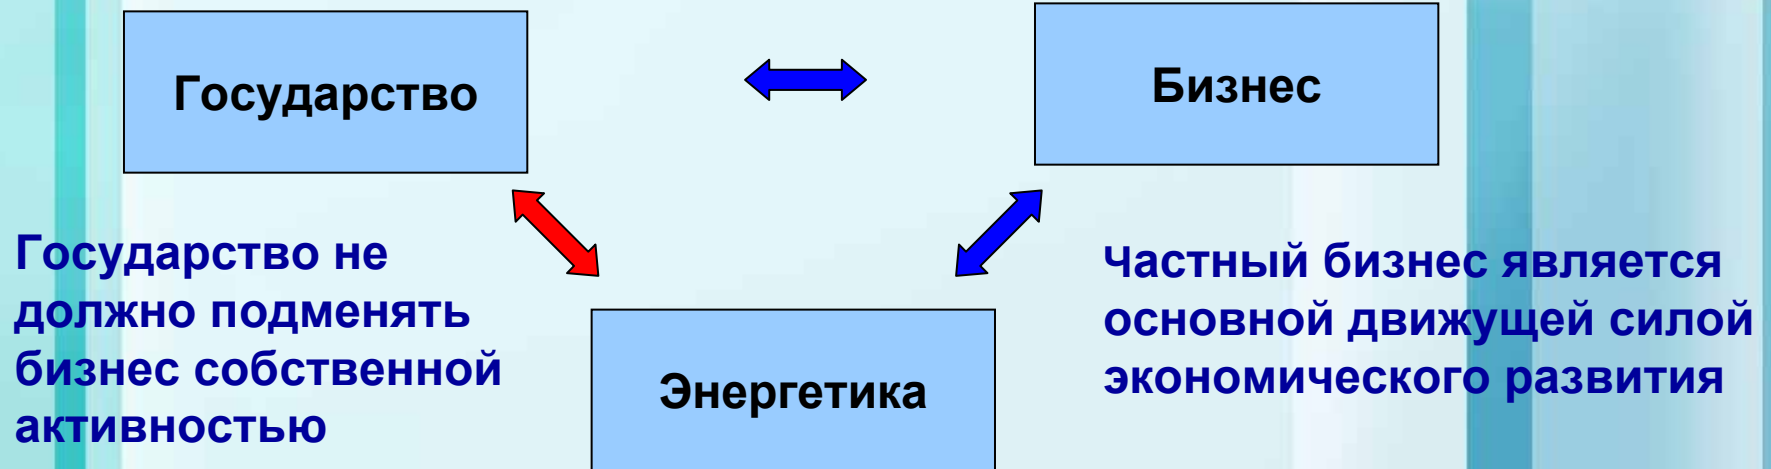 Государство
Бизнес
Государство не
должно подменять
бизнес собственной
активностью
Частный бизнес является
основной движущей силой
экономического развития
Энергетика